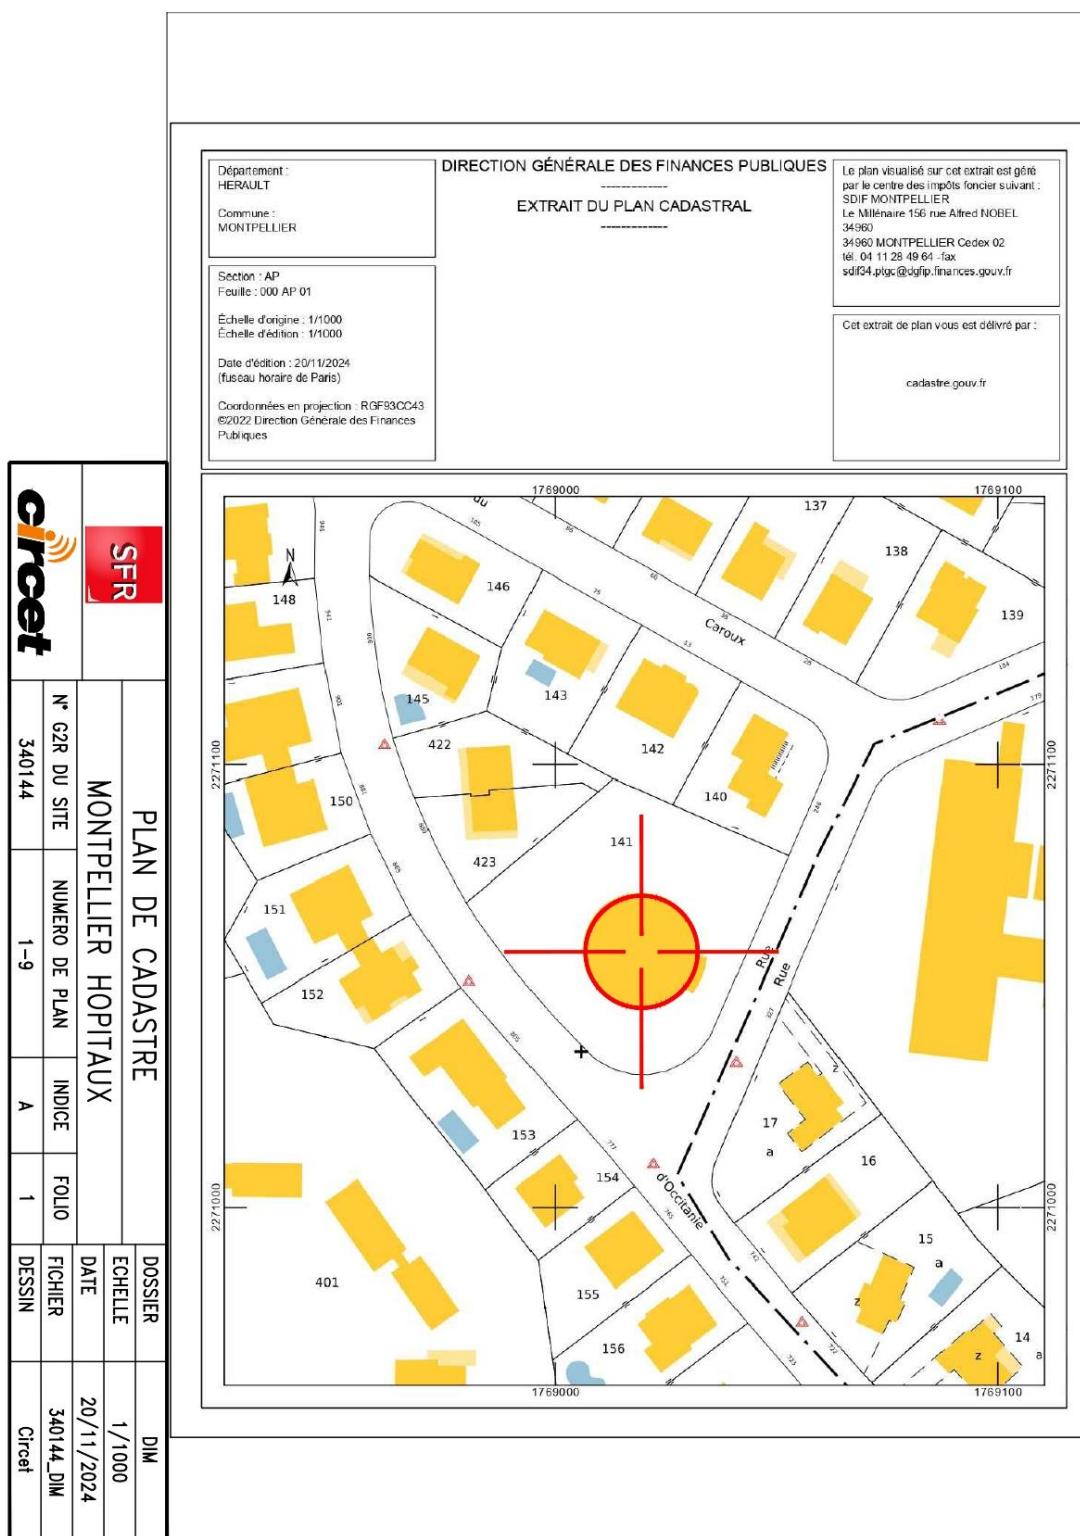 Département :
HERAULT
Commune :
MONTPELLIER
Section : AP
Feuille : 000 AP 01
Échelle d'origine : 1/1000
Échelle d'édition : 1/1000
Date d'édition : 20/11/2024
(fuseau horaire de Paris)
Coordonnées en projection : RGF93CC43
©2022 Direction Générale des Finances
Publiques
DIRECTION GÉNÉRALE DES FINANCES PUBLIQUES
EXTRAIT DU PLAN CADASTRAL
Le plan visualisé sur cet extrait est géré
par le centre des impôts foncier suivant :
SDIF MONTPELLIER
Le Millénaire 156 rue Alfred NOBEL
34960
34960 MONTPELLIER Cedex 02
tél. 04 11 28 49 64 -fax
sdif34.ptgc@dgfip.finances.gouv.fr
Cet extrait de plan vous est délivré par :
cadastre.gouv.fr
1769000
1769100
du
137
138
139
N
148
146
Caroux
143
145
142
422
2271100
2271100
140
150
141
423
151
Rue
Rue
152
z
17
a
153
16
154
d'Occitanie
2271000
2271000
15
a
401
155
z
156
14
z
a
1769000
1769100
circet
SFR
PLAN DE CADASTRE
MONTPELLIER HOPITAUX
N° G2R DU SITE
NUMERO DE PLAN
INDICE
FOLIO
340144
1-9
A
1
DOSSIER
DIM
ECHELLE
1/1000
DATE
20/11/2024
FICHIER
340144_DIM
DESSIN
Circet